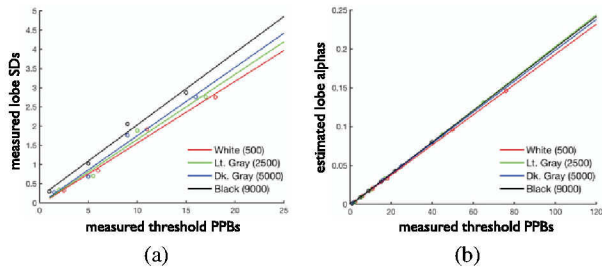 measured lobe SDs
5
4.5
4
3.5
3
2.5
2
1.5
1
0.5
0
0 5 10 15 20 25
White (500)
Lt. Gray (2500)
Dk. Gray (5000)
Black (9000)
measured threshold PPBs
(a)
estimated lobe alphas
0.25
0.2
0.15
0.1
0.05
0
0 20 40 60 80 100 120
White (500)
Lt. Gray (2500)
Dk. Gray (5000)
Black (9000)
measured threshold PPBs
(b)